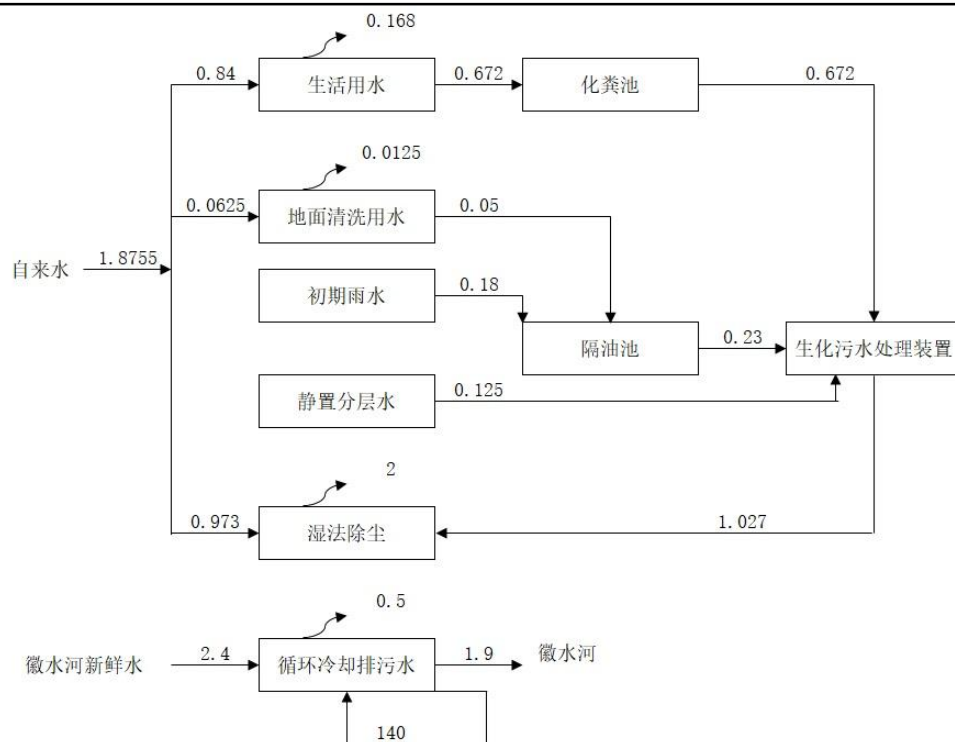 0.168
0.84
生活用水
0.672
化粪池
0.672
0.0125
0.0625
地面清洗用水
0.05
自来水
1.8755
初期雨水
0.18
隔油池
0.23
生化污水处理装置
静置分层水
0.125
2
0.973
湿法除尘
1.027
0.5
徽水河新鲜水
2.4
循环冷却排污水
1.9
徽水河
140